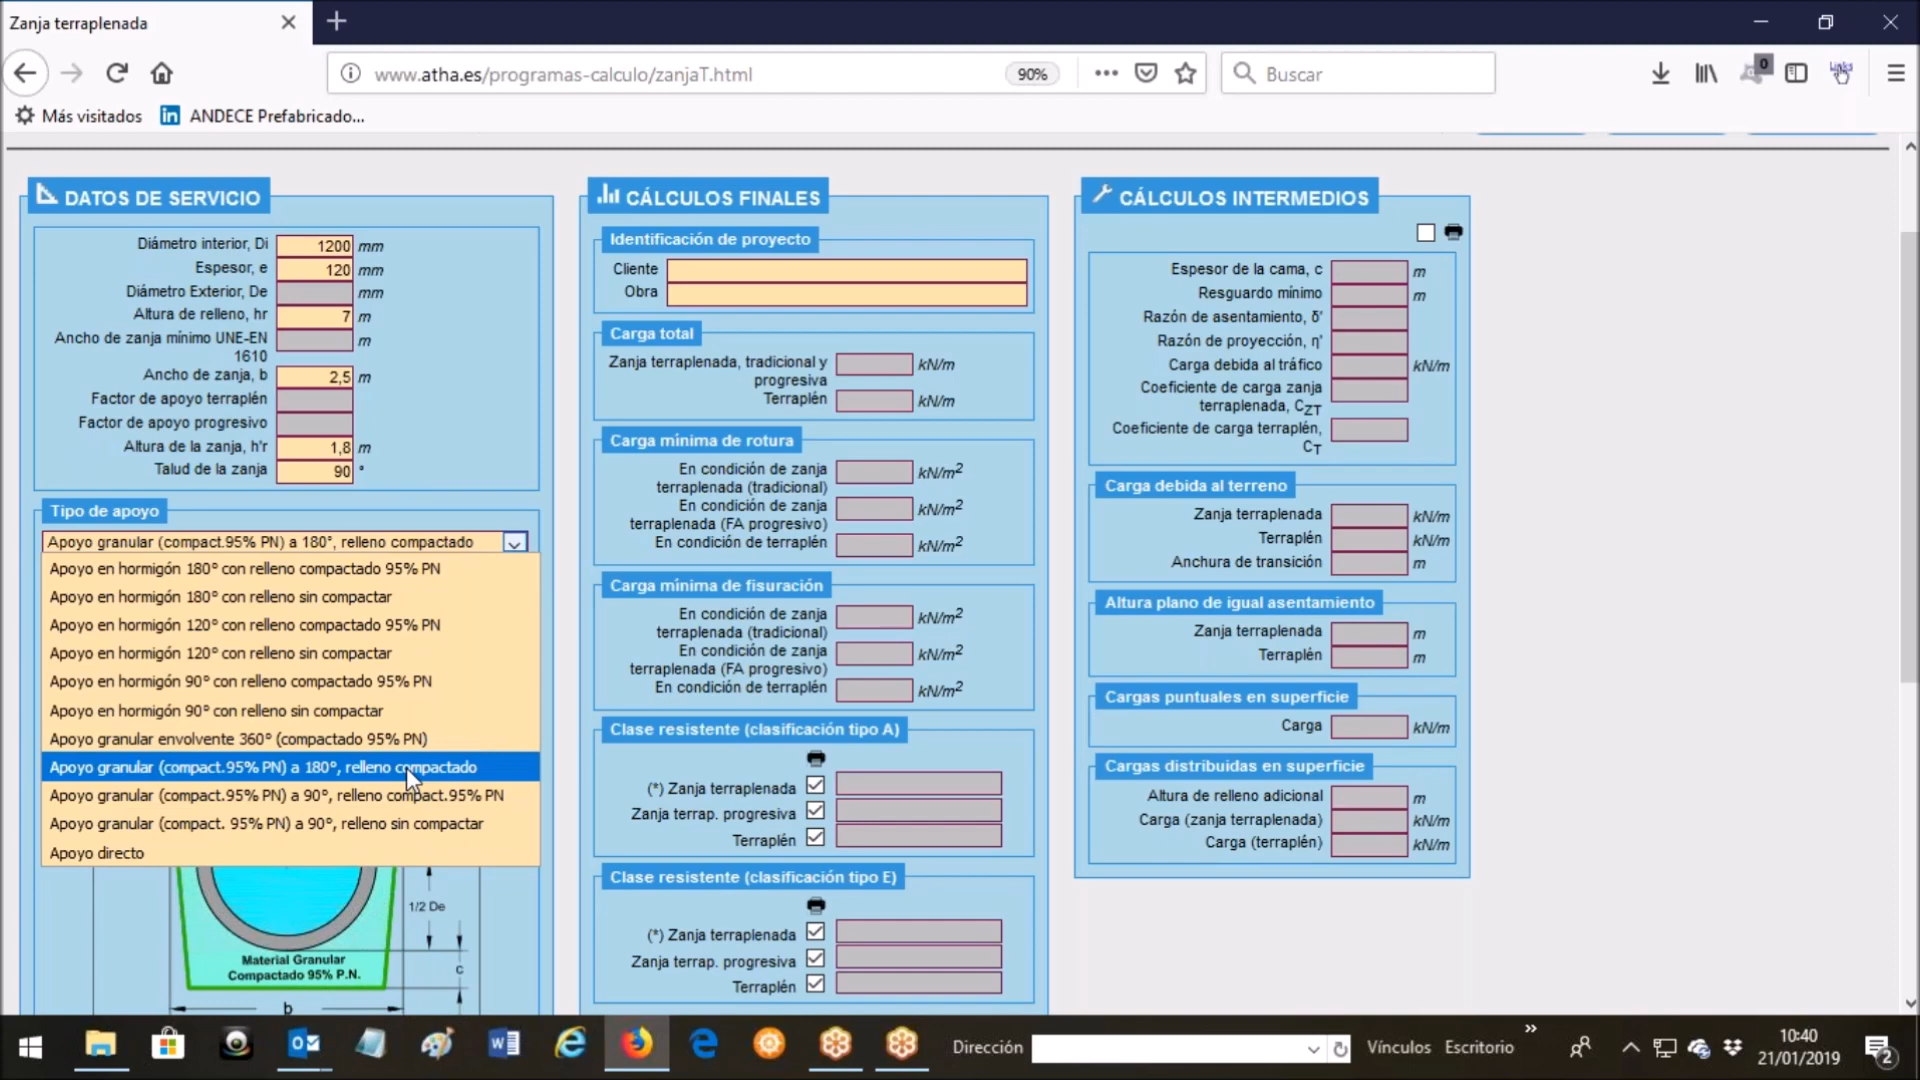 Zanja terraplenada
www.atha.es/programas-calculo/zanjaT.html
90%
Buscar
0
Links
Más visitados
ANDECE Prefabricado...
DATOS DE SERVICIO
Diámetro interior, Di 1200 mm
Espesor, e 120 mm
Diámetro Exterior, De mm
Altura de relleno, hr 7 m
Ancho de zanja mínimo UNE-EN
1610 m
Ancho de zanja, b 2,5 m
Factor de apoyo terraplén
Factor de apoyo progresivo
Altura de la zanja, h'r 1,8 m
Talud de la zanja 90 °
Tipo de apoyo
Apoyo granular (compact.95% PN) a 180°, relleno compactado
Apoyo en hormigón 180° con relleno compactado 95% PN
Apoyo en hormigón 180° con relleno sin compactar
Apoyo en hormigón 120° con relleno compactado 95% PN
Apoyo en hormigón 120° con relleno sin compactar
Apoyo en hormigón 90° con relleno compactado 95% PN
Apoyo en hormigón 90° con relleno sin compactar
Apoyo granular envolvente 360° (compactado 95% PN)
Apoyo granular (compact.95% PN) a 180°, relleno compactado
Apoyo granular (compact.95% PN) a 90°, relleno compact.95% PN
Apoyo granular (compact. 95% PN) a 90°, relleno sin compactar
Apoyo directo
1/2 De
Material Granular
Compactado 95% P.N.
c
b
CÁLCULOS FINALES
Identificación de proyecto
Cliente
Obra
Carga total
Zanja terraplenada, tradicional y
progresiva kN/m
Terraplén kN/m
Carga mínima de rotura
En condición de zanja
terraplenada (tradicional) kN/m2
En condición de zanja
terraplenada (FA progresivo) kN/m2
En condición de terraplén kN/m2
Carga mínima de fisuración
En condición de zanja
terraplenada (tradicional) kN/m2
En condición de zanja
terraplenada (FA progresivo) kN/m2
En condición de terraplén kN/m2
Clase resistente (clasificación tipo A)
(*) Zanja terraplenada
Zanja terrap. progresiva
Terraplén
Clase resistente (clasificación tipo E)
(*) Zanja terraplenada
Zanja terrap. progresiva
Terraplén
CÁLCULOS INTERMEDIOS
Espesor de la cama, c m
Resguardo mínimo m
Razón de asentamiento, δ'
Razón de proyección, η'
Carga debida al tráfico kN/m
Coeficiente de carga zanja
terraplenada, CZT
Coeficiente de carga terraplén,
CT
Carga debida al terreno
Zanja terraplenada kN/m
Terraplén kN/m
Anchura de transición m
Altura plano de igual asentamiento
Zanja terraplenada m
Terraplén m
Cargas puntuales en superficie
Carga kN/m
Cargas distribuidas en superficie
Altura de relleno adicional m
Carga (zanja terraplenada) kN/m
Carga (terraplén) kN/m
Dirección
Vínculos
Escritorio
10:40
21/01/2019
2